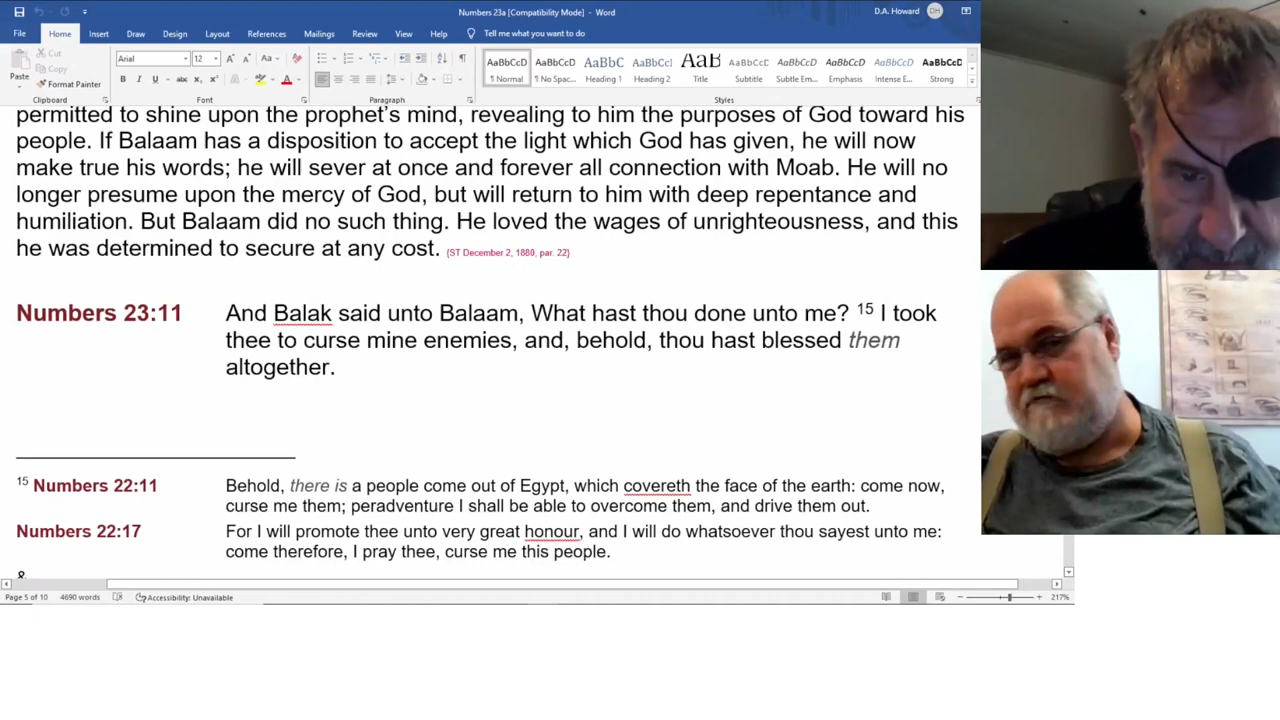 Numbers 23a [Compatibility Mode] - Word
D.A. Howard
DH
File Home Insert Draw Design Layout References Mailings Review View Help Tell me what you want to do
Cut
Copy
Paste
Format Painter
Arial 12
AaBbCcD AaBbCcD AaBbC AaBbCcl AaB AaBbCcD AaBbCcD AaBbCcD AaBbCcD AaBbCcD
¶ Normal ¶ No Spac... Heading 1 Heading 2 Title Subtitle Subtle Em... Emphasis Intense E... Strong
Clipboard Font Paragraph Styles
permitted to shine upon the prophet's mind, revealing to him the purposes of God toward his
people. If Balaam has a disposition to accept the light which God has given, he will now
make true his words; he will sever at once and forever all connection with Moab. He will no
longer presume upon the mercy of God, but will return to him with deep repentance and
humiliation. But Balaam did no such thing. He loved the wages of unrighteousness, and this
he was determined to secure at any cost. {ST December 2, 1880, par. 22}
Numbers 23:11 And Balak said unto Balaam, What hast thou done unto me? 15 I took
thee to curse mine enemies, and, behold, thou hast blessed them
altogether.
15 Numbers 22:11 Behold, there is a people come out of Egypt, which covereth the face of the earth: come now,
curse me them; peradventure I shall be able to overcome them, and drive them out.
Numbers 22:17 For I will promote thee unto very great honour, and I will do whatsoever thou sayest unto me:
come therefore, I pray thee, curse me this people.
Page 5 of 10 4690 words Accessibility: Unavailable 217%